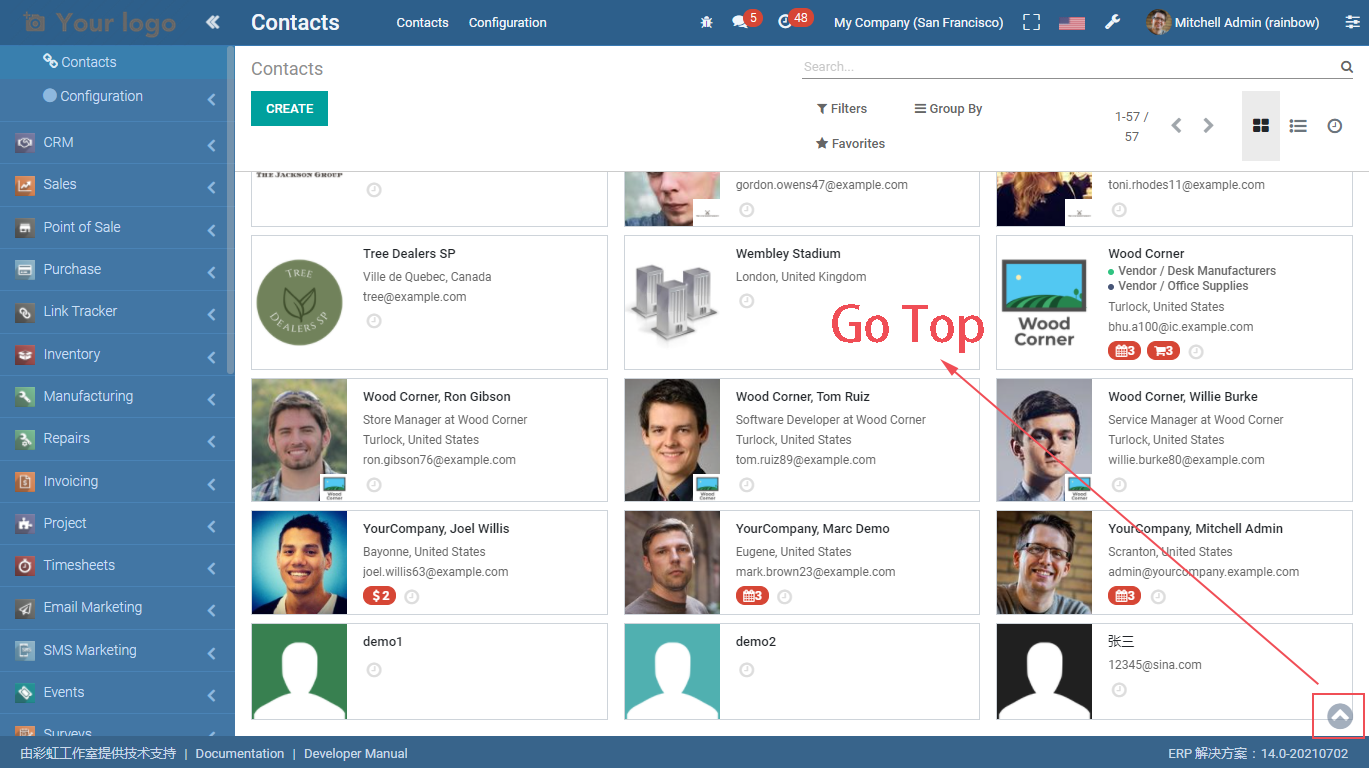 Your logo
Contacts
Contacts
Configuration
5
48
My Company (San Francisco)
Mitchell Admin (rainbow)
Contacts
Configuration
CRM
Sales
Point of Sale
Purchase
Link Tracker
Inventory
Manufacturing
Repairs
Invoicing
Project
Timesheets
Email Marketing
SMS Marketing
Events
Surveys
Contacts
Search...
CREATE
Filters
Group By
Favorites
1-57 /
57
THE JACKSON GROUP
gordon.owens47@example.com
toni.rhodes11@example.com
TREE
DEALERS SP
Tree Dealers SP
Ville de Quebec, Canada
tree@example.com
Wembley Stadium
London, United Kingdom
Go Top
Wood
Corner
Wood Corner
Vendor / Desk Manufacturers
Vendor / Office Supplies
Turlock, United States
bhu.a100@ic.example.com
3
3
Wood
Corner
Wood Corner, Ron Gibson
Store Manager at Wood Corner
Turlock, United States
ron.gibson76@example.com
Wood
Corner
Wood Corner, Tom Ruiz
Software Developer at Wood Corner
Turlock, United States
tom.ruiz89@example.com
Wood
Corner
Wood Corner, Willie Burke
Service Manager at Wood Corner
Turlock, United States
willie.burke80@example.com
YourCompany, Joel Willis
Bayonne, United States
joel.willis63@example.com
$ 2
YourCompany, Marc Demo
Eugene, United States
mark.brown23@example.com
3
YourCompany, Mitchell Admin
Scranton, United States
admin@yourcompany.example.com
3
demo1
demo2
张三
12345@sina.com
由彩虹工作室提供技术支持 | Documentation | Developer Manual
ERP 解决方案：14.0-20210702